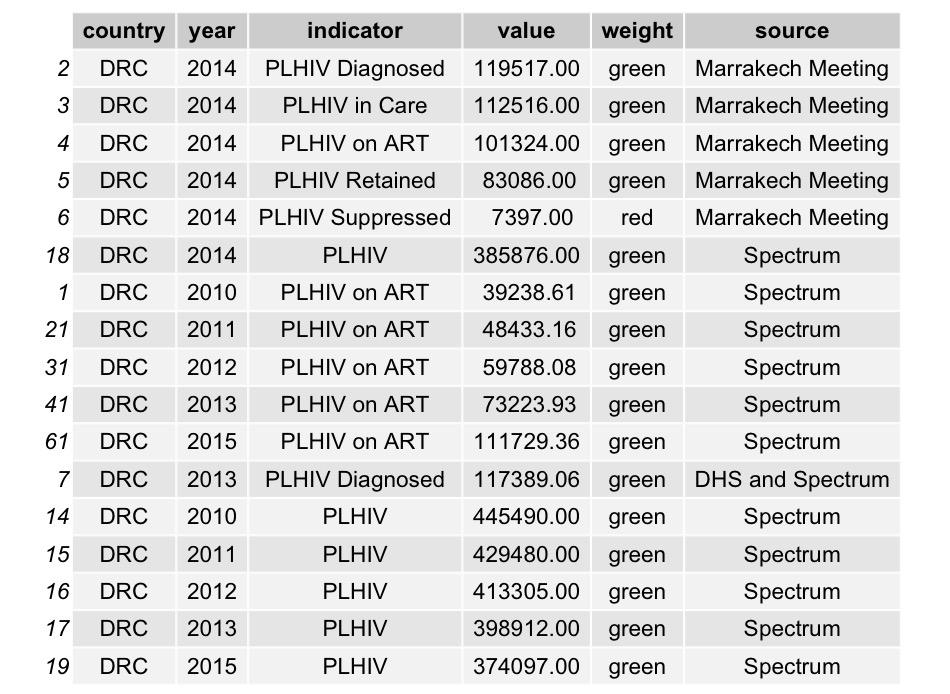 country year indicator value weight source
2 DRC 2014 PLHIV Diagnosed 119517.00 green Marrakech Meeting
3 DRC 2014 PLHIV in Care 112516.00 green Marrakech Meeting
4 DRC 2014 PLHIV on ART 101324.00 green Marrakech Meeting
5 DRC 2014 PLHIV Retained 83086.00 green Marrakech Meeting
6 DRC 2014 PLHIV Suppressed 7397.00 red Marrakech Meeting
18 DRC 2014 PLHIV 385876.00 green Spectrum
1 DRC 2010 PLHIV on ART 39238.61 green Spectrum
21 DRC 2011 PLHIV on ART 48433.16 green Spectrum
31 DRC 2012 PLHIV on ART 59788.08 green Spectrum
41 DRC 2013 PLHIV on ART 73223.93 green Spectrum
61 DRC 2015 PLHIV on ART 111729.36 green Spectrum
7 DRC 2013 PLHIV Diagnosed 117389.06 green DHS and Spectrum
14 DRC 2010 PLHIV 445490.00 green Spectrum
15 DRC 2011 PLHIV 429480.00 green Spectrum
16 DRC 2012 PLHIV 413305.00 green Spectrum
17 DRC 2013 PLHIV 398912.00 green Spectrum
19 DRC 2015 PLHIV 374097.00 green Spectrum